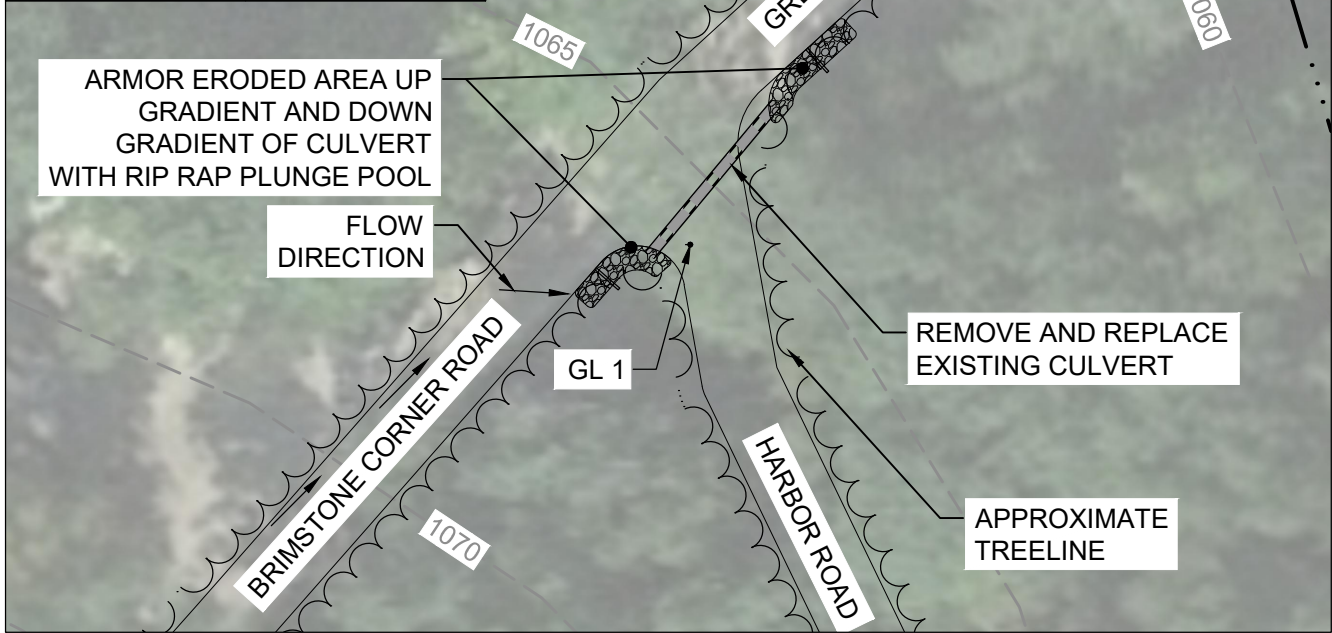 1065
1060
ARMOR ERODED AREA UP
GRADIENT AND DOWN
GRADIENT OF CULVERT
WITH RIP RAP PLUNGE POOL
FLOW
DIRECTION
GL 1
REMOVE AND REPLACE
EXISTING CULVERT
BRIMSTONE CORNER ROAD
HARBOR ROAD
1070
APPROXIMATE
TREELINE